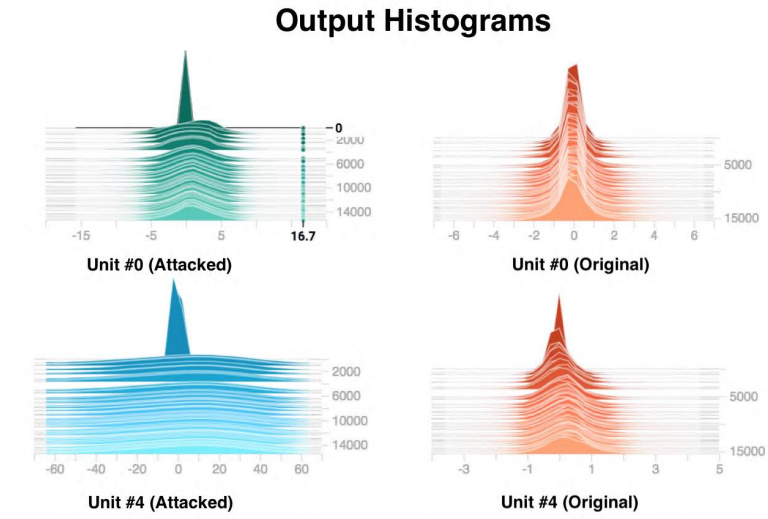 Output Histograms
0
2000
6000
10000
14000
-15 -5 5 16.7
Unit #0 (Attacked)
5000
15000
-6 -4 -2 0 2 4 6
Unit #0 (Original)
2000
6000
10000
14000
-60 -40 -20 0 20 40 60
Unit #4 (Attacked)
5000
15000
-3 -1 1 3 5
Unit #4 (Original)